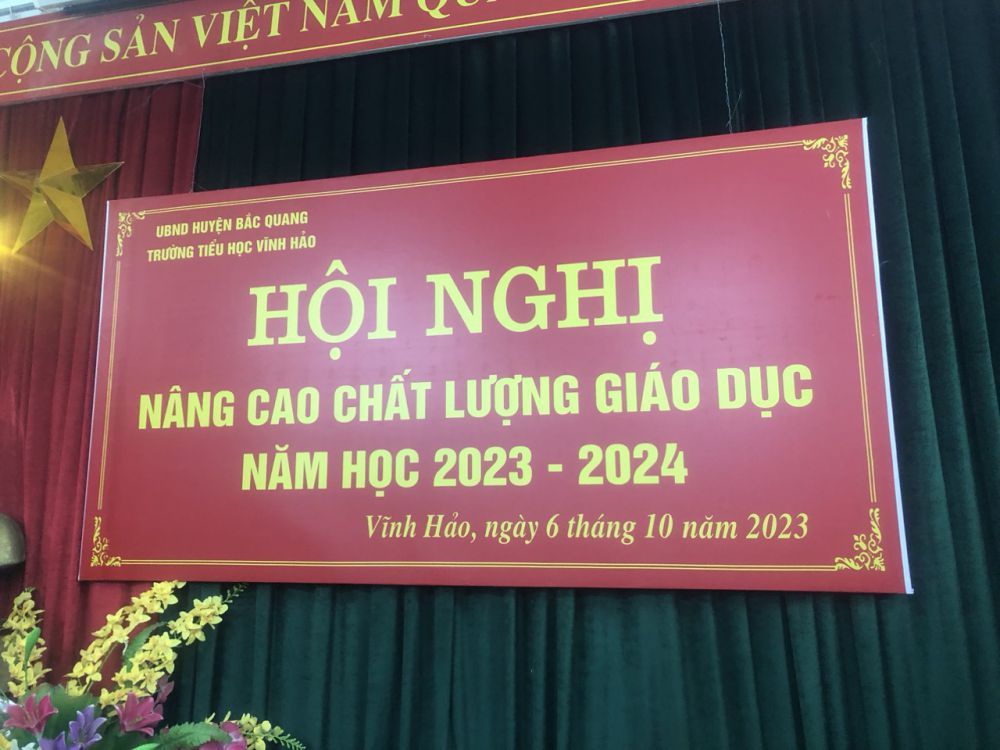 CỘNG SẢN VIỆT NAM
UBND HUYỆN BẮC QUANG
TRƯỜNG TIỂU HỌC VĨNH HẢO
HỘI NGHỊ
NÂNG CAO CHẤT LƯỢNG GIÁO DỤC
NĂM HỌC 2023 - 2024
Vĩnh Hảo, ngày 6 tháng 10 năm 2023